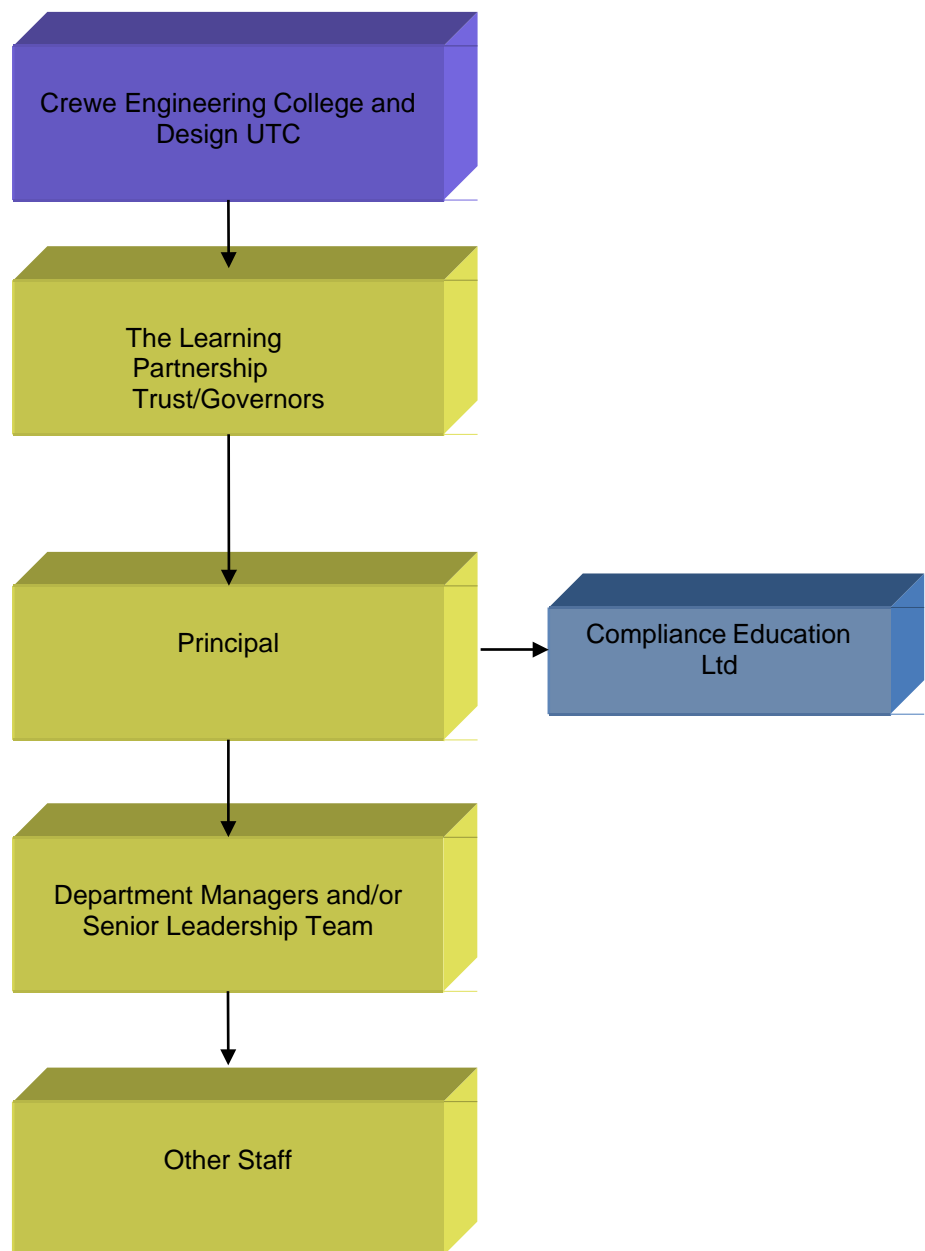 Crewe Engineering College and
Design UTC
The Learning
Partnership
Trust/Governors
Principal
Compliance Education
Ltd
Department Managers and/or
Senior Leadership Team
Other Staff